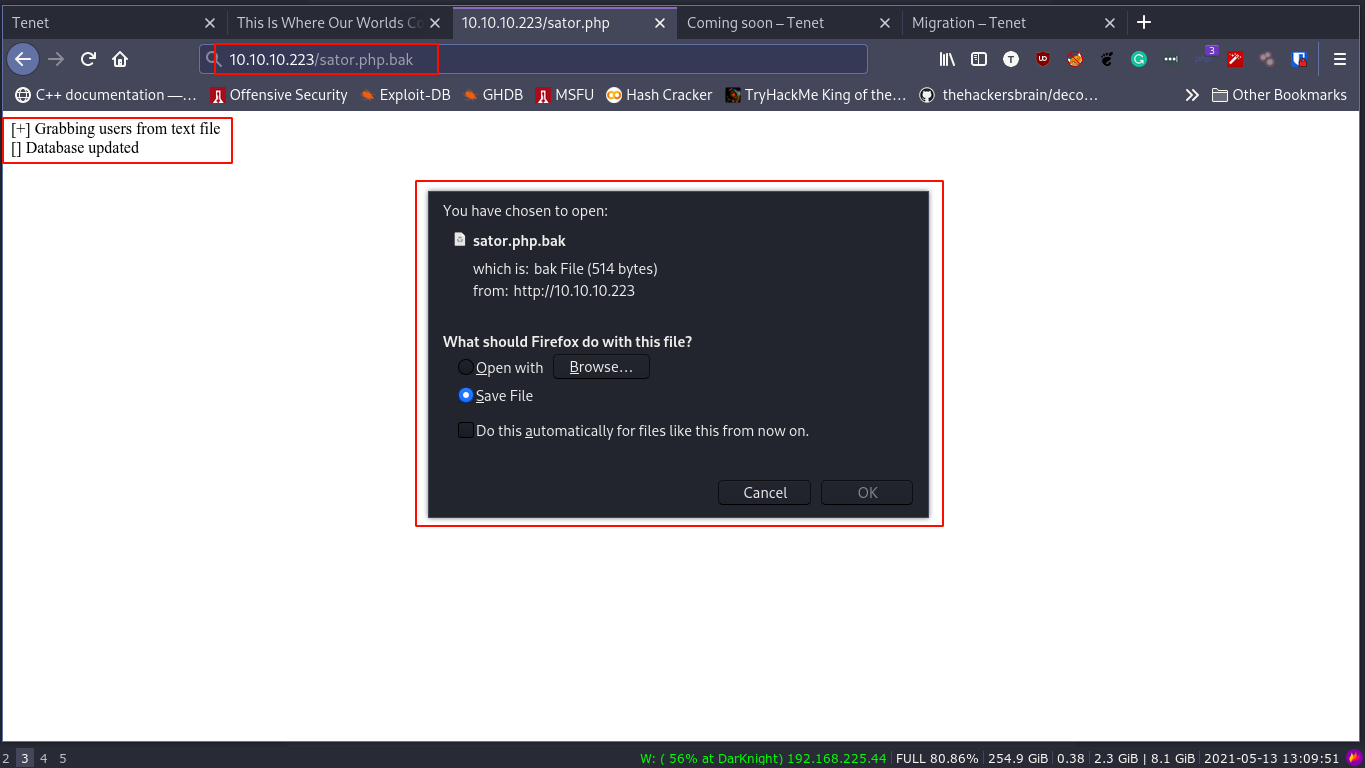 Tenet
This Is Where Our Worlds Co
10.10.10.223/sator.php
Coming soon – Tenet
Migration – Tenet
10.10.10.223/sator.php.bak
T
UD
3
C++ documentation —…
Offensive Security
Exploit-DB
GHDB
MSFU
Hash Cracker
TryHackMe King of the…
thehackersbrain/deco…
Other Bookmarks
[+] Grabbing users from text file
[] Database updated
You have chosen to open:
sator.php.bak
which is: bak File (514 bytes)
from: http://10.10.10.223
What should Firefox do with this file?
Open with
Browse…
Save File
Do this automatically for files like this from now on.
Cancel
OK
2 3 4 5
W: ( 56% at DarKnight) 192.168.225.44 | FULL 80.86% | 254.9 GiB | 0.38 | 2.3 GiB | 8.1 GiB | 2021-05-13 13:09:51